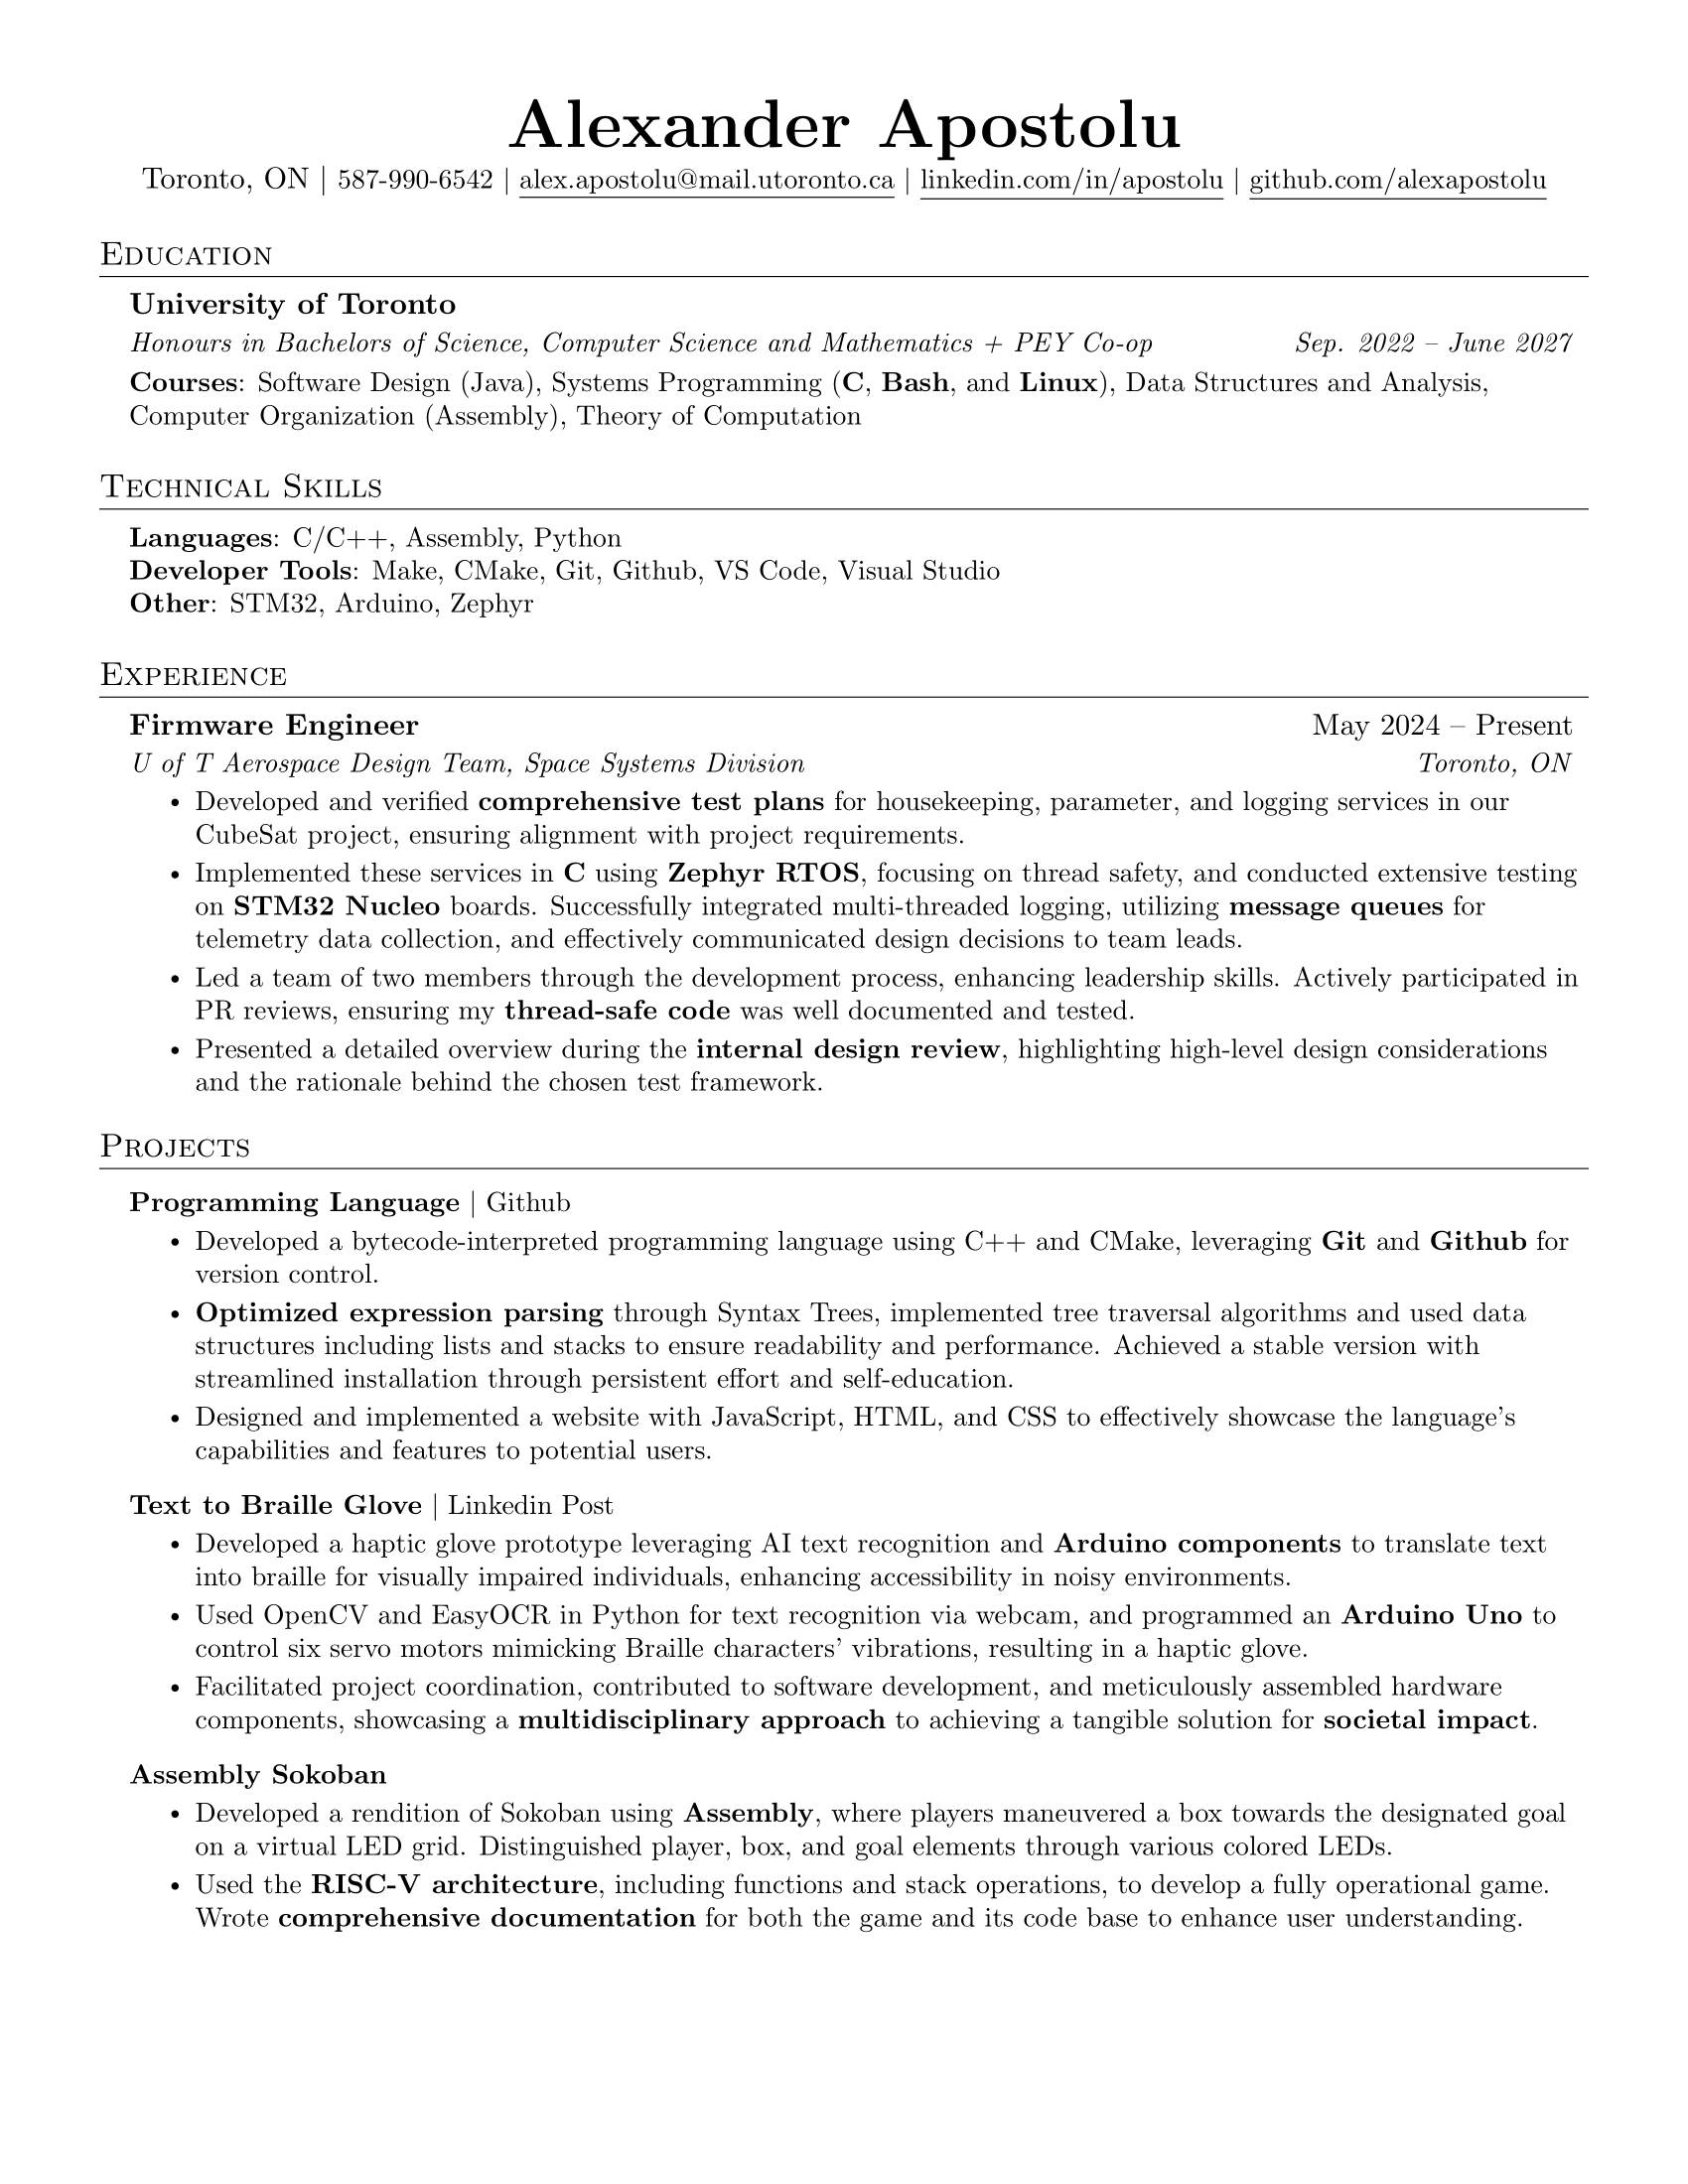 Alexander Apostolu
Toronto, ON | 587-990-6542 | alex.apostolu@mail.utoronto.ca | linkedin.com/in/apostolu | github.com/alexapostolu
Education
University of Toronto
Honours in Bachelors of Science, Computer Science and Mathematics + PEY Co-op Sep. 2022 – June 2027
Courses: Software Design (Java), Systems Programming (C, Bash, and Linux), Data Structures and Analysis,
Computer Organization (Assembly), Theory of Computation
Technical Skills
Languages: C/C++, Assembly, Python
Developer Tools: Make, CMake, Git, Github, VS Code, Visual Studio
Other: STM32, Arduino, Zephyr
Experience
Firmware Engineer May 2024 – Present
U of T Aerospace Design Team, Space Systems Division Toronto, ON
• Developed and verified comprehensive test plans for housekeeping, parameter, and logging services in our
CubeSat project, ensuring alignment with project requirements.
• Implemented these services in C using Zephyr RTOS, focusing on thread safety, and conducted extensive testing
on STM32 Nucleo boards. Successfully integrated multi-threaded logging, utilizing message queues for
telemetry data collection, and effectively communicated design decisions to team leads.
• Led a team of two members through the development process, enhancing leadership skills. Actively participated in
PR reviews, ensuring my thread-safe code was well documented and tested.
• Presented a detailed overview during the internal design review, highlighting high-level design considerations
and the rationale behind the chosen test framework.
Projects
Programming Language | Github
• Developed a bytecode-interpreted programming language using C++ and CMake, leveraging Git and Github for
version control.
• Optimized expression parsing through Syntax Trees, implemented tree traversal algorithms and used data
structures including lists and stacks to ensure readability and performance. Achieved a stable version with
streamlined installation through persistent effort and self-education.
• Designed and implemented a website with JavaScript, HTML, and CSS to effectively showcase the language's
capabilities and features to potential users.
Text to Braille Glove | Linkedin Post
• Developed a haptic glove prototype leveraging AI text recognition and Arduino components to translate text
into braille for visually impaired individuals, enhancing accessibility in noisy environments.
• Used OpenCV and EasyOCR in Python for text recognition via webcam, and programmed an Arduino Uno to
control six servo motors mimicking Braille characters' vibrations, resulting in a haptic glove.
• Facilitated project coordination, contributed to software development, and meticulously assembled hardware
components, showcasing a multidisciplinary approach to achieving a tangible solution for societal impact.
Assembly Sokoban
• Developed a rendition of Sokoban using Assembly, where players maneuvered a box towards the designated goal
on a virtual LED grid. Distinguished player, box, and goal elements through various colored LEDs.
• Used the RISC-V architecture, including functions and stack operations, to develop a fully operational game.
Wrote comprehensive documentation for both the game and its code base to enhance user understanding.